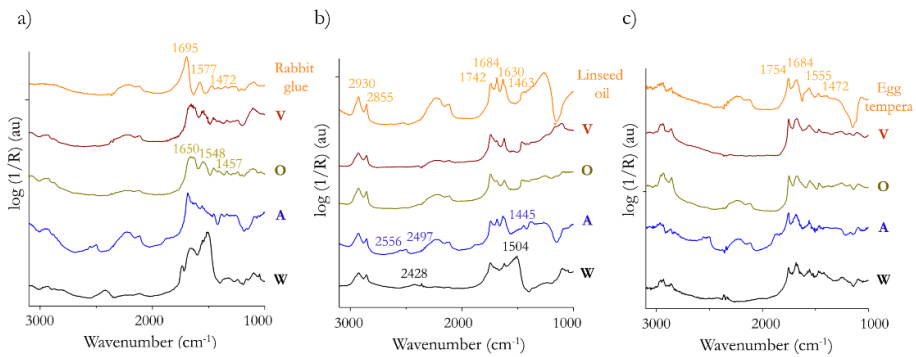 a)
1695
1577
1472
Rabbit
glue
V
1650
1548
1457
O
A
W
log (1/R) (au)
3000
2000
1000
Wavenumber (cm-1)
b)
2930
2855
1684
1742
1630
1463
Linseed
oil
V
O
2556
2497
1445
A
2428
1504
W
log (1/R) (au)
3000
2000
1000
Wavenumber (cm-1)
c)
1754
1684
1555
1472
Egg
tempera
V
O
A
W
log (1/R) (au)
3000
2000
1000
Wavenumber (cm-1)